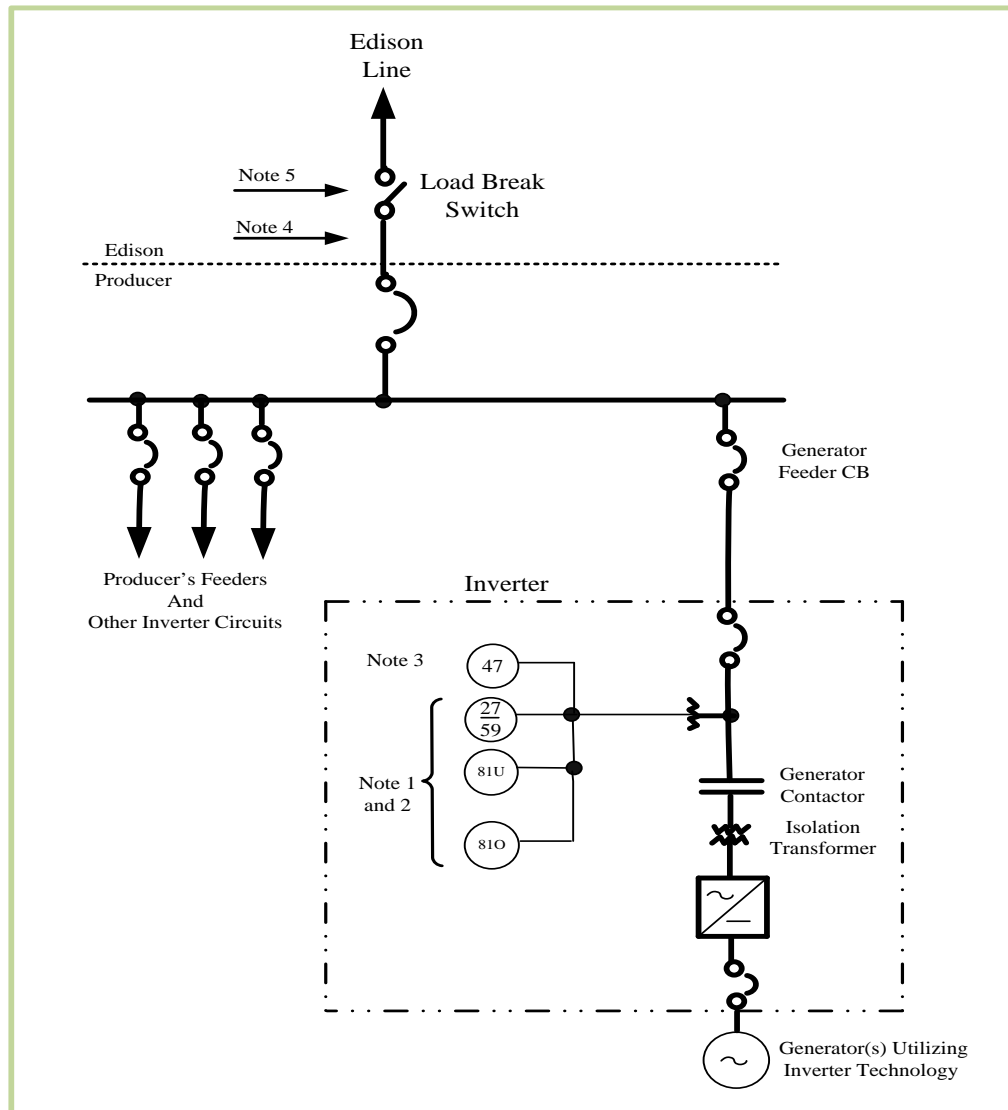 Edison
Line
Note 5
Load Break
Switch
Note 4
Edison
Producer
Generator
Feeder CB
Producer's Feeders
And
Other Inverter Circuits
Inverter
Note 3
47
27
59
81U
Note 1
and 2
81O
Generator
Contactor
Isolation
Transformer
Generator(s) Utilizing
Inverter Technology